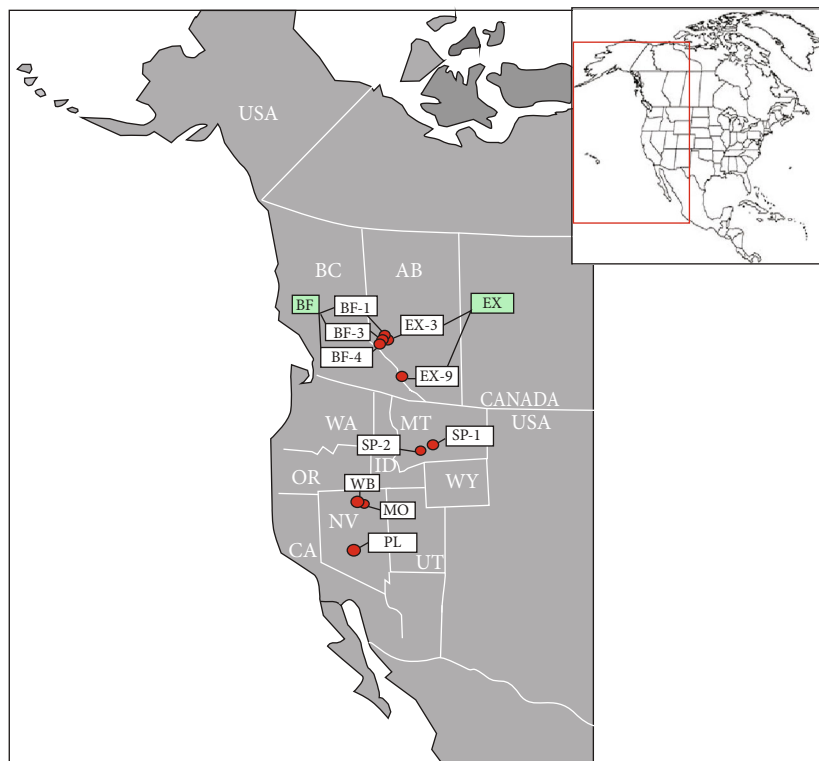 USA
BC
AB
BF
BF-1
EX
EX-3
BF-3
BF-4
EX-9
CANADA
USA
WA
MT
SP-1
SP-2
ID
OR
WY
WB
MO
NV
PL
CA
UT